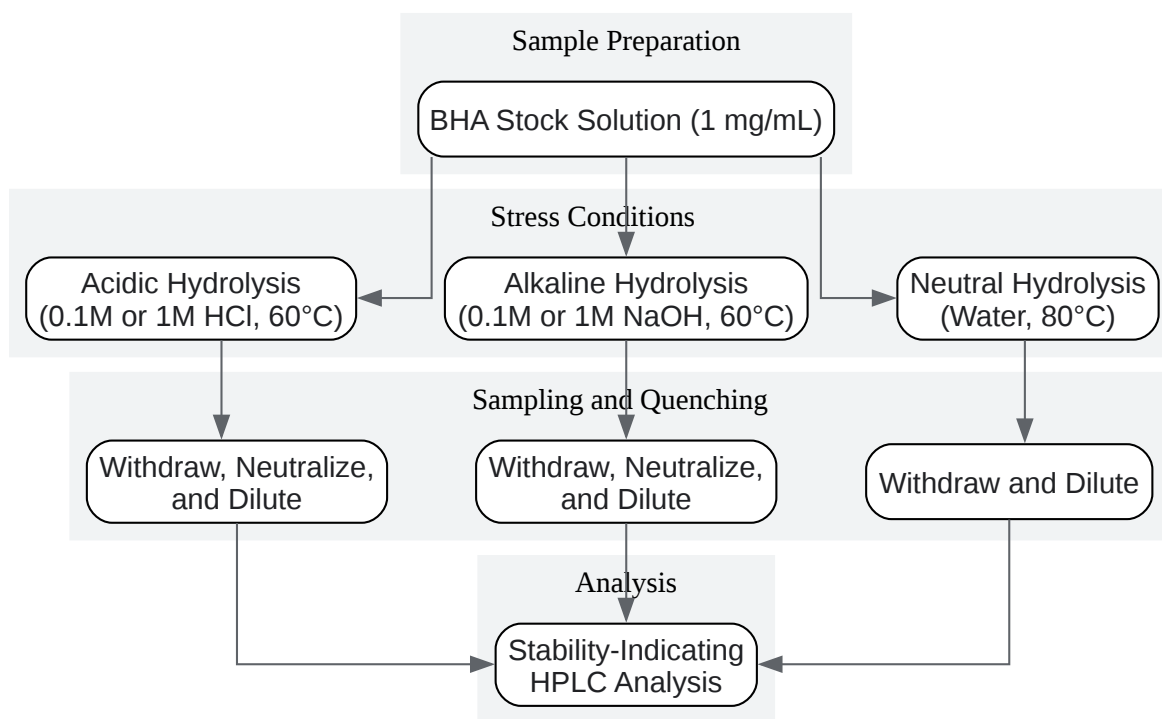 Sample Preparation
BHA Stock Solution (1 mg/mL)
Stress Conditions
Acidic Hydrolysis
(0.1M or 1M HCl, 60°C)
Alkaline Hydrolysis
(0.1M or 1M NaOH, 60°C)
Neutral Hydrolysis
(Water, 80°C)
Sampling and Quenching
Withdraw, Neutralize,
and Dilute
Withdraw, Neutralize,
and Dilute
Withdraw and Dilute
Analysis
Stability-Indicating
HPLC Analysis